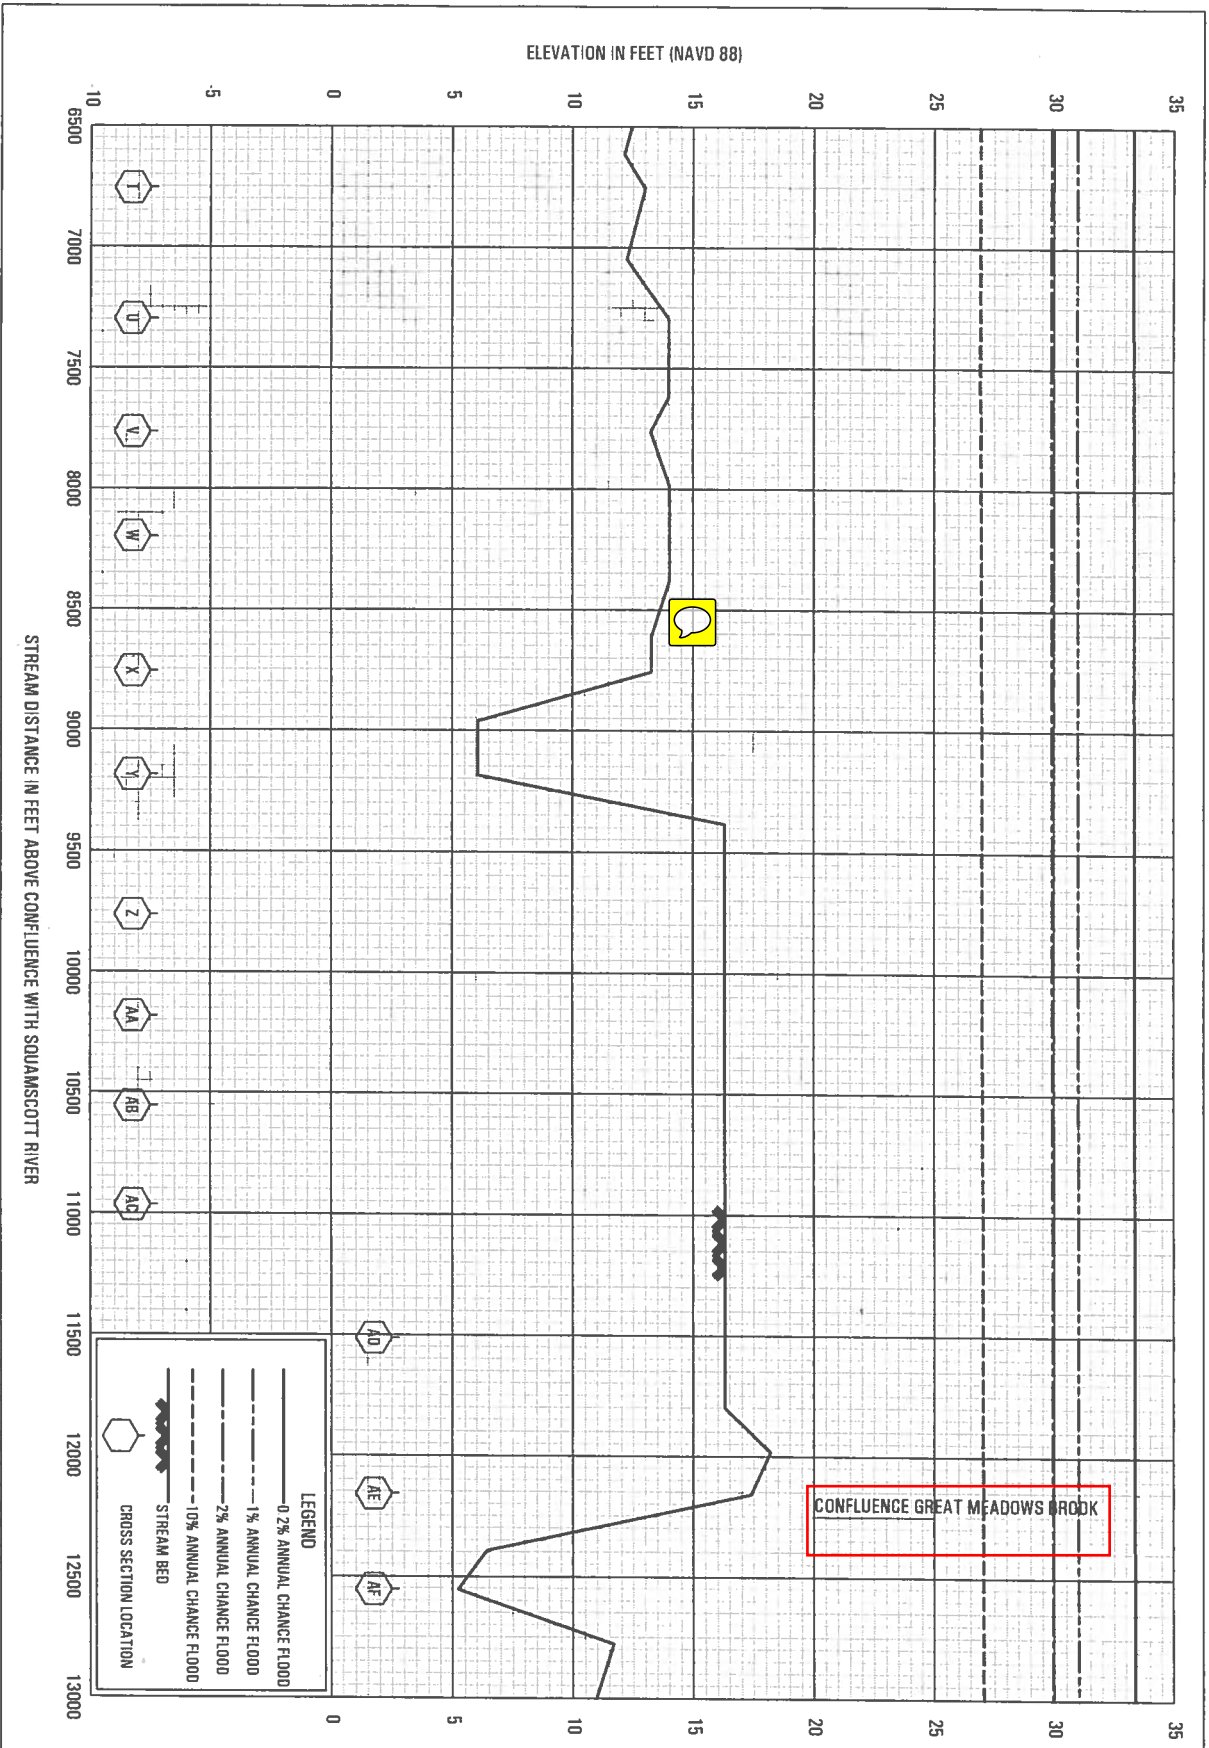 ELEVATION IN FEET (NAVD 88)
35
30
25
20
15
10
5
0
-5
-10
35
30
25
20
15
10
5
0
6500
7000
7500
8000
8500
9000
9500
10000
10500
11000
11500
12000
12500
13000
T
U
V
W
X
Y
Z
AA
AB
AC
AD
AE
AF
CONFLUENCE GREAT MEADOWS BROOK
LEGEND
0.2% ANNUAL CHANCE FLOOD
1% ANNUAL CHANCE FLOOD
2% ANNUAL CHANCE FLOOD
10% ANNUAL CHANCE FLOOD
STREAM BED
CROSS SECTION LOCATION
STREAM DISTANCE IN FEET ABOVE CONFLUENCE WITH SQUAMSCOTT RIVER